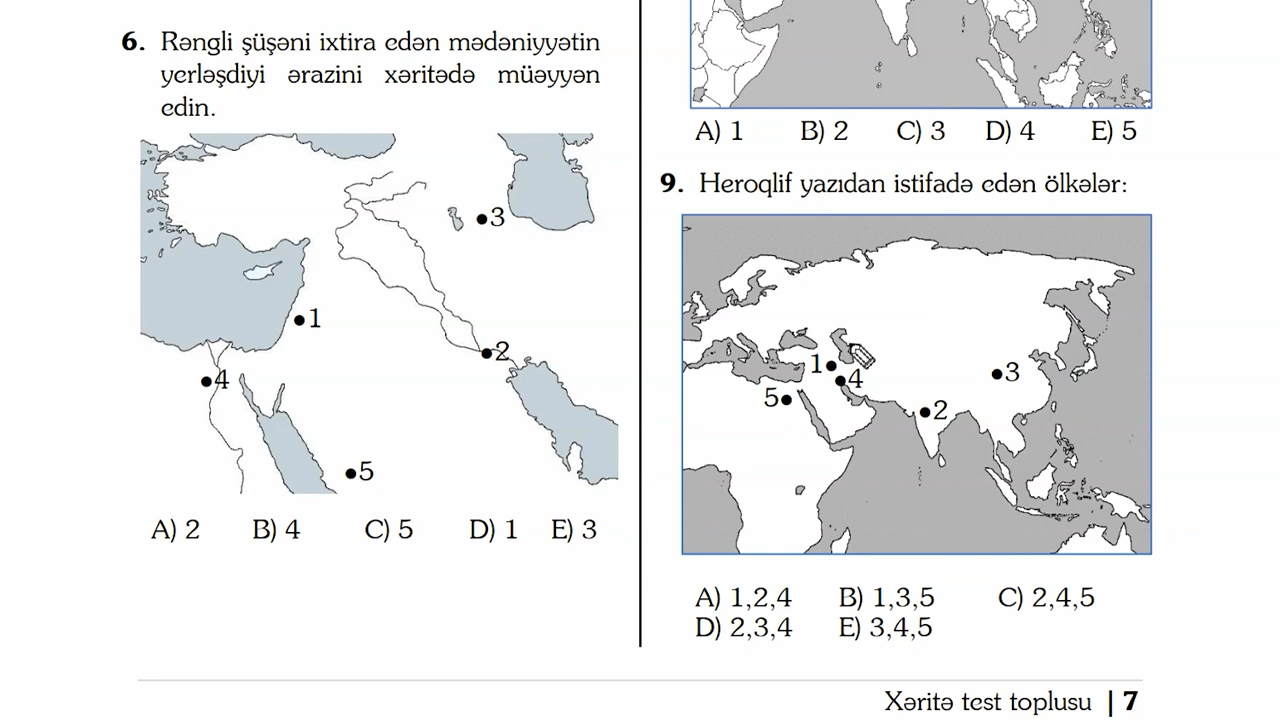 6. Rəngli şüşəni ixtira edən mədəniyyətin
yerləşdiyi ərazini xəritədə müəyyən
edin.
3
1
2
4
5
A) 2 B) 4 C) 5 D) 1 E) 3
A) 1 B) 2 C) 3 D) 4 E) 5
9. Heroqlif yazıdan istifadə edən ölkələr:
1
4
3
5
2
A) 1,2,4 B) 1,3,5 C) 2,4,5
D) 2,3,4 E) 3,4,5
Xəritə test toplusu | 7